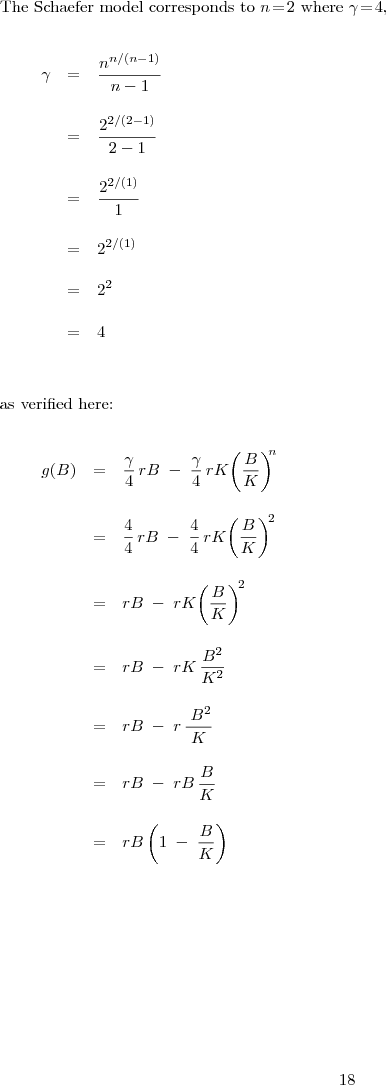 The Schaefer model corresponds to n=2 where γ=4,
γ = n^{n/(n−1)} / (n − 1)
= 2^{2/(2−1)} / (2 − 1)
= 2^{2/(1)} / 1
= 2^{2/(1)}
= 2^2
= 4
as verified here:
g(B) = γ/4 rB − γ/4 rK(B/K)^n
= 4/4 rB − 4/4 rK(B/K)^2
= rB − rK(B/K)^2
= rB − rK B^2/K^2
= rB − r B^2/K
= rB − rB B/K
= rB (1 − B/K)
18